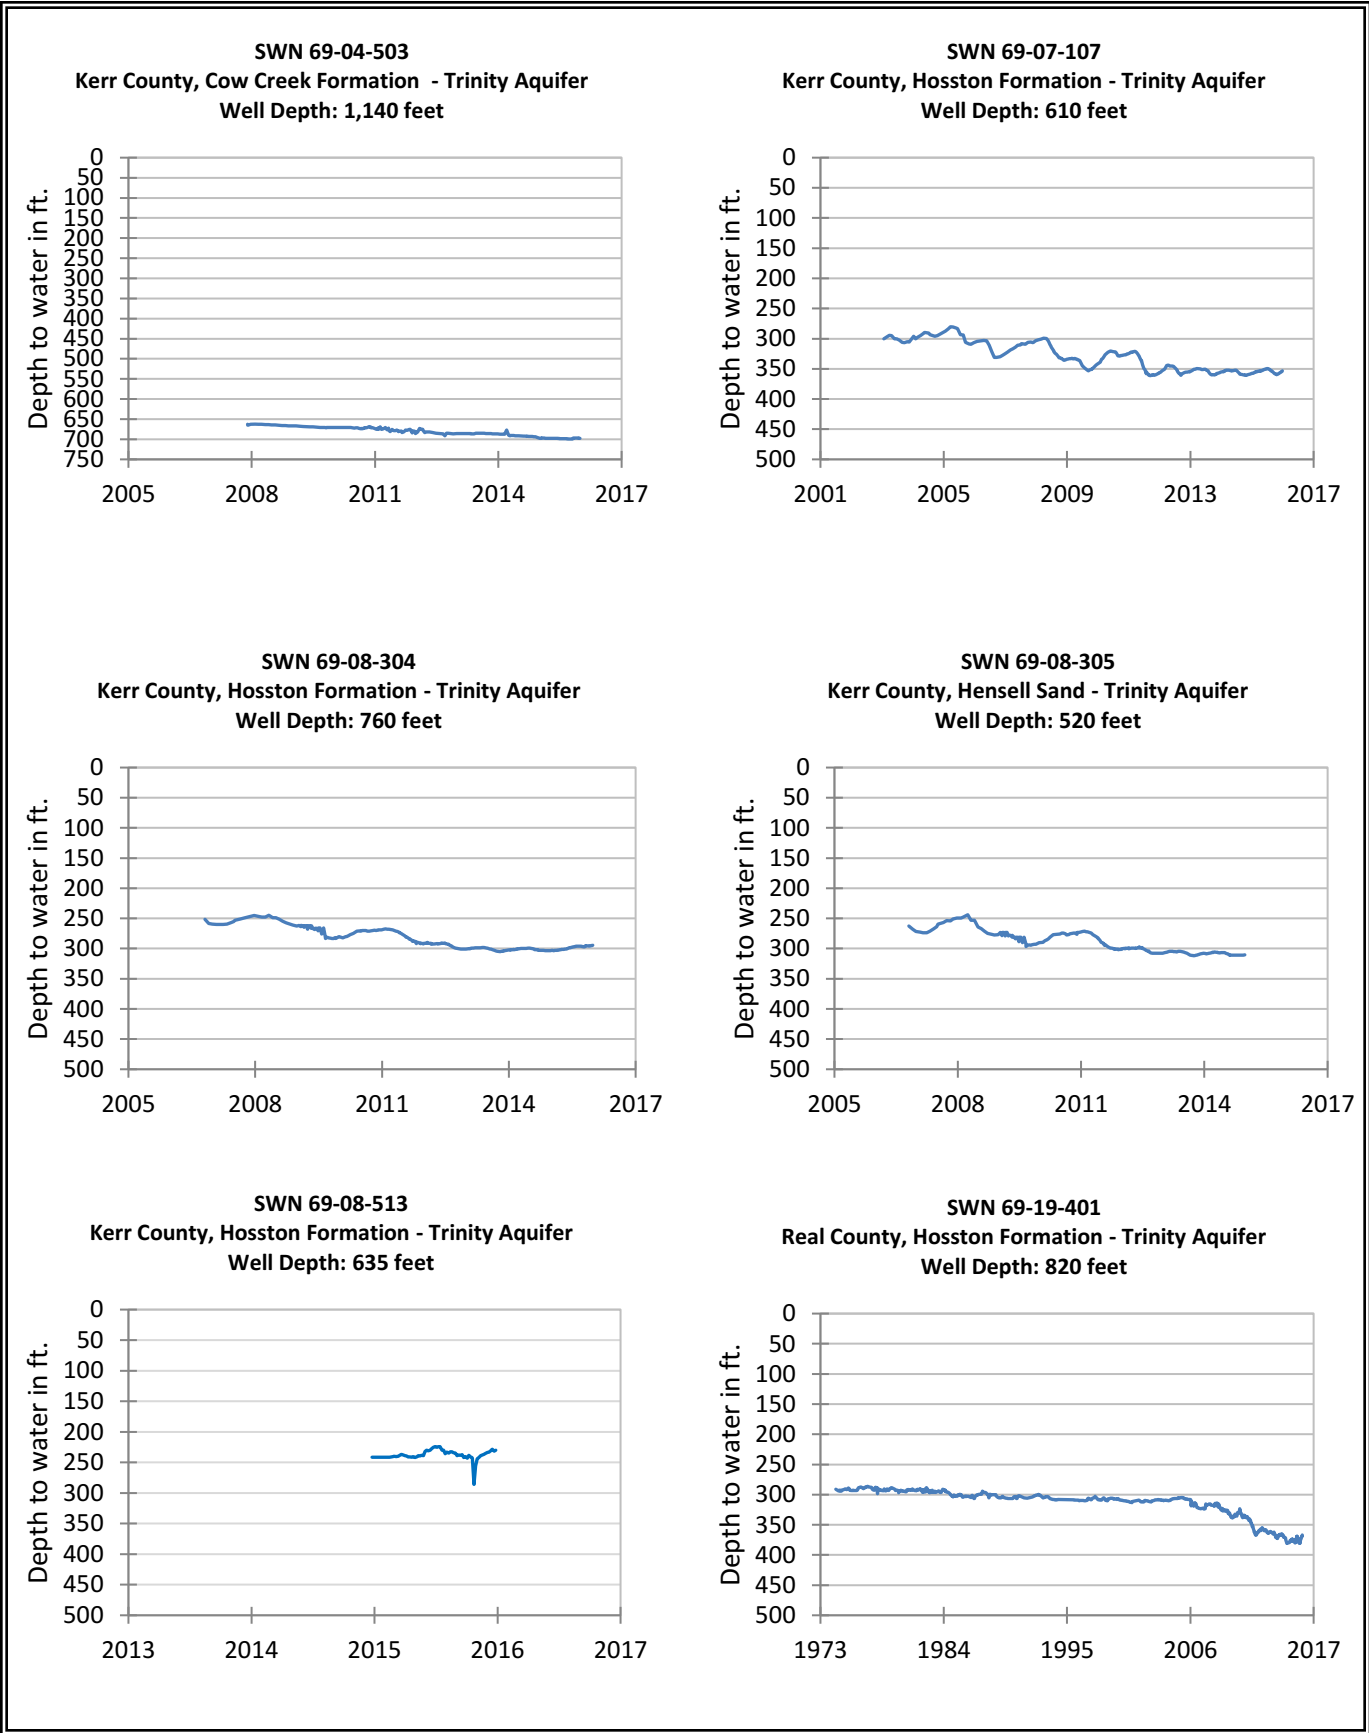 SWN 69-04-503
Kerr County, Cow Creek Formation - Trinity Aquifer
Well Depth: 1,140 feet
Depth to water in ft.
0
50
100
150
200
250
300
350
400
450
500
550
600
650
700
750
2005 2008 2011 2014 2017
SWN 69-07-107
Kerr County, Hosston Formation - Trinity Aquifer
Well Depth: 610 feet
Depth to water in ft.
0
50
100
150
200
250
300
350
400
450
500
2001 2005 2009 2013 2017
SWN 69-08-304
Kerr County, Hosston Formation - Trinity Aquifer
Well Depth: 760 feet
Depth to water in ft.
0
50
100
150
200
250
300
350
400
450
500
2005 2008 2011 2014 2017
SWN 69-08-305
Kerr County, Hensell Sand - Trinity Aquifer
Well Depth: 520 feet
Depth to water in ft.
0
50
100
150
200
250
300
350
400
450
500
2005 2008 2011 2014 2017
SWN 69-08-513
Kerr County, Hosston Formation - Trinity Aquifer
Well Depth: 635 feet
Depth to water in ft.
0
50
100
150
200
250
300
350
400
450
500
2013 2014 2015 2016 2017
SWN 69-19-401
Real County, Hosston Formation - Trinity Aquifer
Well Depth: 820 feet
Depth to water in ft.
0
50
100
150
200
250
300
350
400
450
500
1973 1984 1995 2006 2017